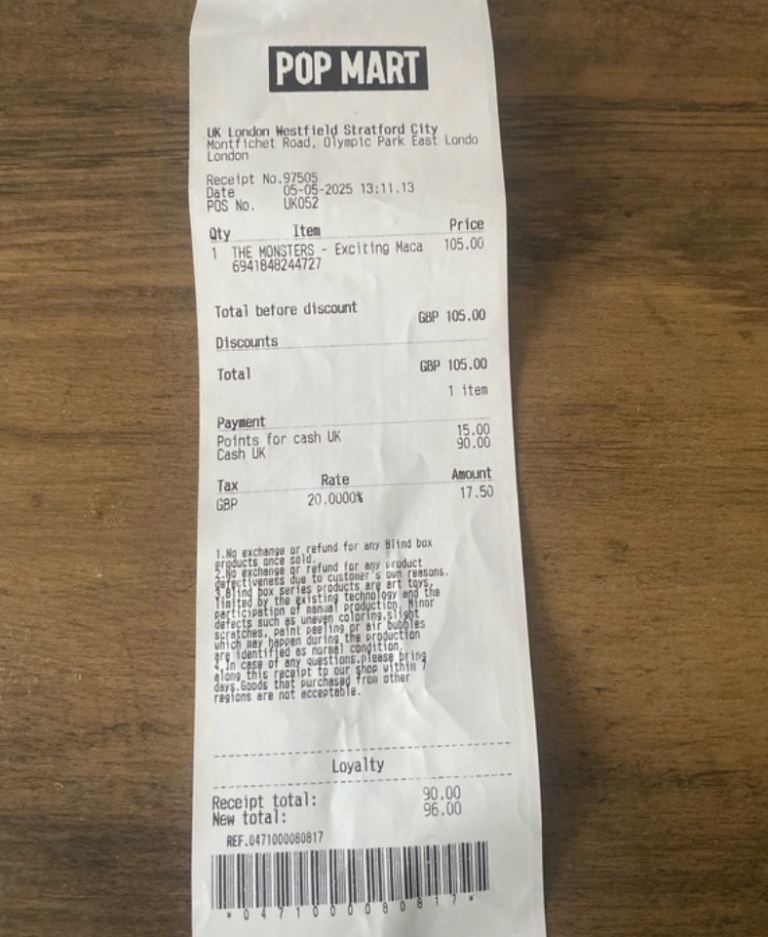 POP MART
UK London Westfield Stratford City
Montfichet Road, Olympic Park East Londo
London
Receipt No.97505
Date 05-05-2025 13:11.13
POS No. UK052
Qty Item Price
1 THE MONSTERS - Exciting Maca 105.00
6941848244727
Total before discount GBP 105.00
Discounts
Total GBP 105.00
1 item
Payment
Points for cash UK 15.00
Cash UK 90.00
Tax Rate Amount
GBP 20.0000% 17.50
1.No exchange or refund for any Blind box
products once sold.
2.No exchange or refund for any product
defectiveness due to customer's own reasons.
3.Blind box series products are art toys,
limited by the existing technology and the
participation of manual production, Minor
defects such as uneven coloring,slight
scratches, paint peeling or air bubbles
which may happen during the production
are identified as normal condition.
4.In case of any questions,please bring
along this receipt to our shop within 7
days.Goods that purchased from other
regions are not acceptable.
Loyalty
Receipt total: 90.00
New total: 96.00
REF.0471000080817
*0471000080817*